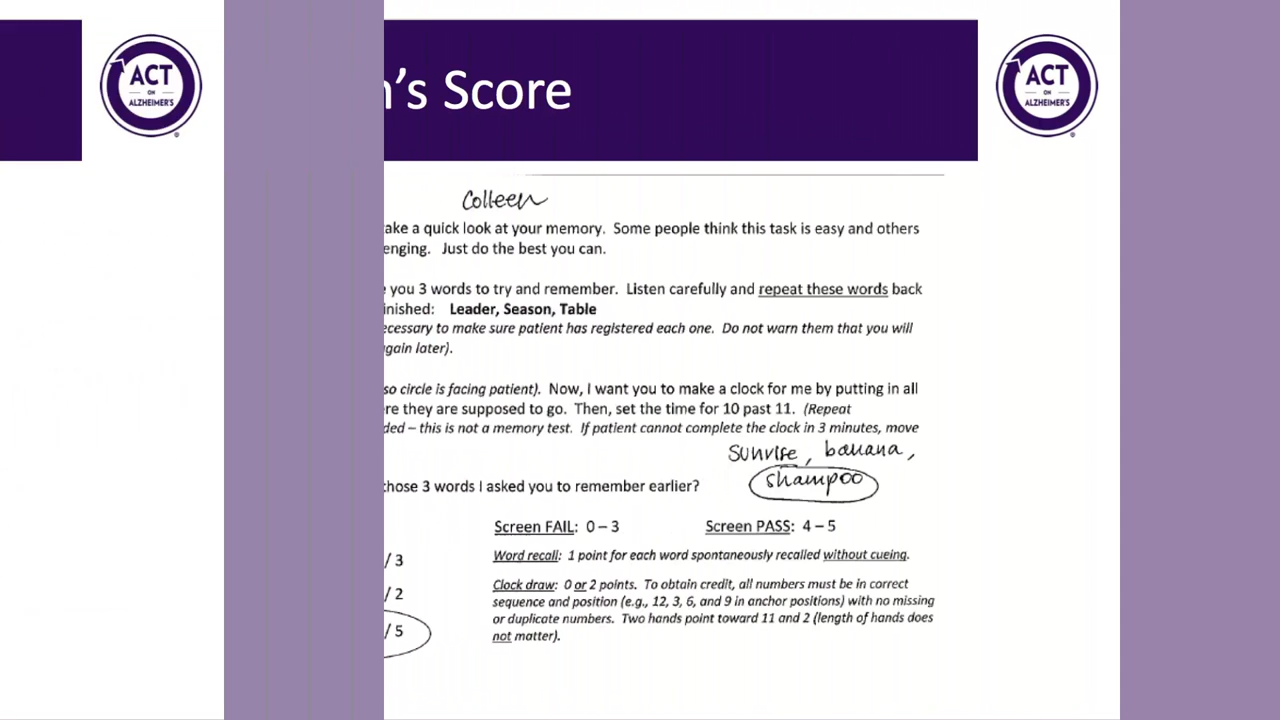 ACT
ON
ALZHEIMER'S
®
n's Score
ACT
ON
ALZHEIMER'S
®
Colleen
ake a quick look at your memory. Some people think this task is easy and others
enging. Just do the best you can.
you 3 words to try and remember. Listen carefully and repeat these words back
inished: Leader, Season, Table
ecessary to make sure patient has registered each one. Do not warn them that you will
gain later).
so circle is facing patient). Now, I want you to make a clock for me by putting in all
re they are supposed to go. Then, set the time for 10 past 11. (Repeat
ded – this is not a memory test. If patient cannot complete the clock in 3 minutes, move
sunrise, banana,
shampoo
those 3 words I asked you to remember earlier?
Screen FAIL: 0 – 3 Screen PASS: 4 – 5
Word recall: 1 point for each word spontaneously recalled without cueing.
/ 3
Clock draw: 0 or 2 points. To obtain credit, all numbers must be in correct
/ 2
sequence and position (e.g., 12, 3, 6, and 9 in anchor positions) with no missing
or duplicate numbers. Two hands point toward 11 and 2 (length of hands does
/ 5
not matter).